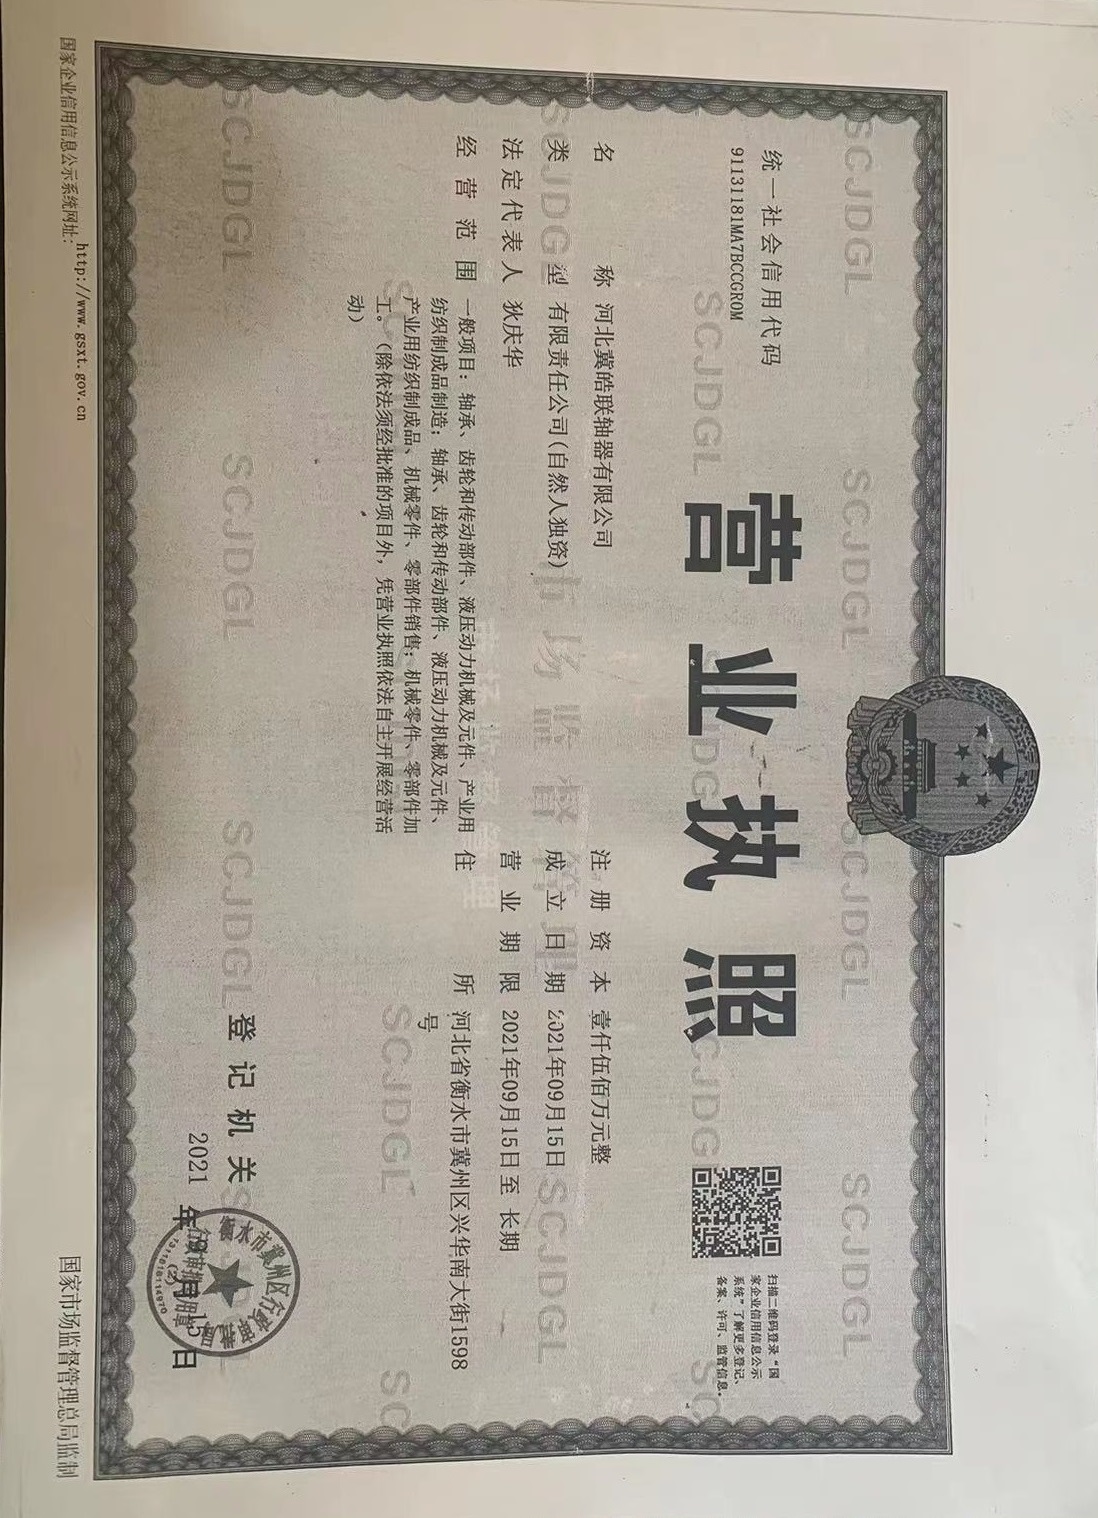 营业执照
统一社会信用代码
91131181MA7BCCGR0M
扫描二维码登录“国
家企业信用信息公示
系统”了解更多登记、
备案、许可、监管信息。
名称 河北冀皓联轴器有限公司
类型 有限责任公司(自然人独资)
法定代表人 狄庆华
经营范围 一般项目：轴承、齿轮和传动部件、液压动力机械及元件、产业用
纺织制成品制造；轴承、齿轮和传动部件、液压动力机械及元件、
产业用纺织制成品、机械零件、零部件销售；机械零件、零部件加
工。（除依法须经批准的项目外，凭营业执照依法自主开展经营活
动）
注册资本 壹仟伍佰万元整
成立日期 2021年09月15日
营业期限 2021年09月15日至 长期
住所 河北省衡水市冀州区兴华南大街1598
号
登记机关
2021年9月15日
国家企业信用信息公示系统网址：http://www.gsxt.gov.cn
国家市场监督管理总局监制